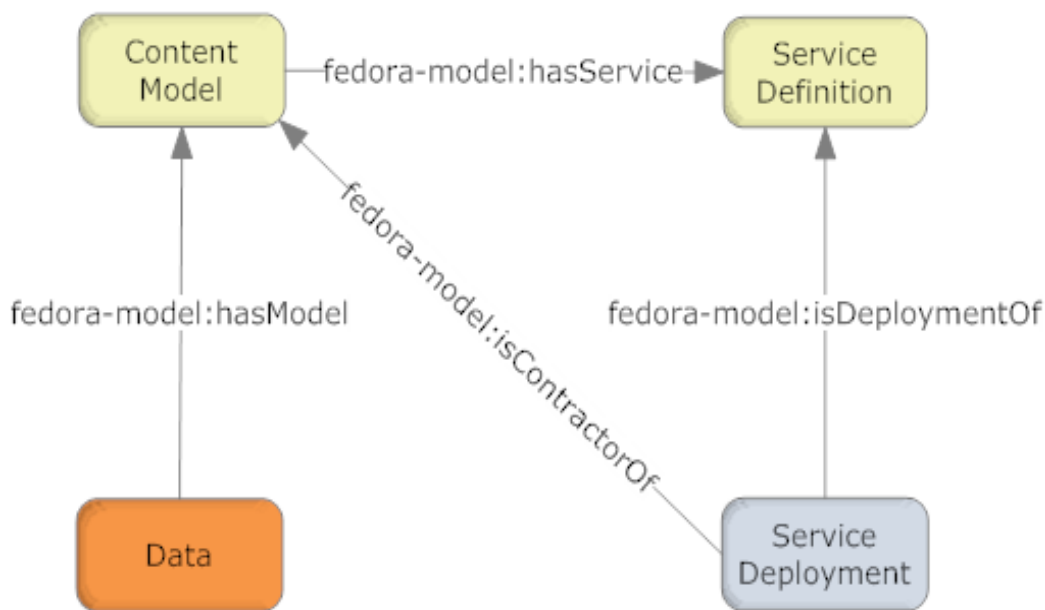 Content
Model
fedora-model:hasService
Service
Definition
fedora-model:isContractorOf
fedora-model:hasModel
fedora-model:isDeploymentOf
Data
Service
Deployment